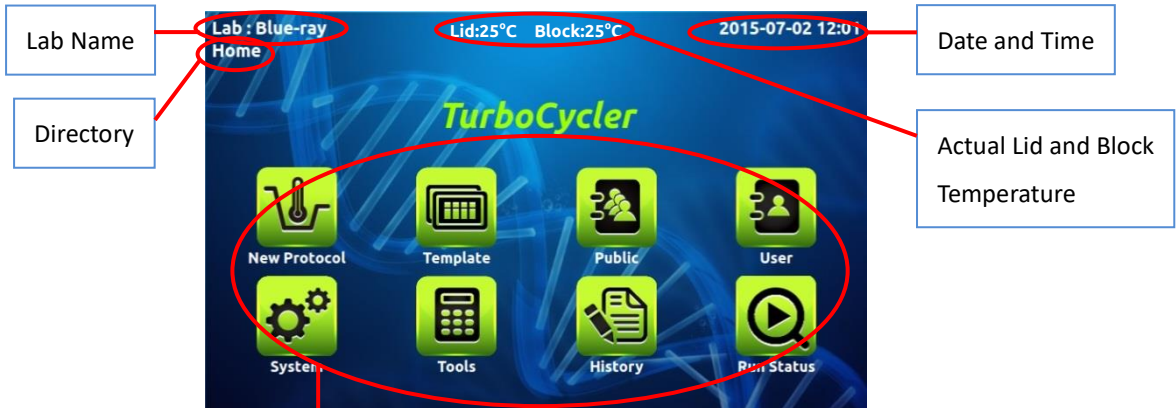 Lab Name
Lab : Blue-ray
Lid:25°C Block:25°C
2015-07-02 12:01
Date and Time
Home
Directory
TurboCycler
Actual Lid and Block
Temperature
New Protocol
Template
Public
User
System
Tools
History
Run Status